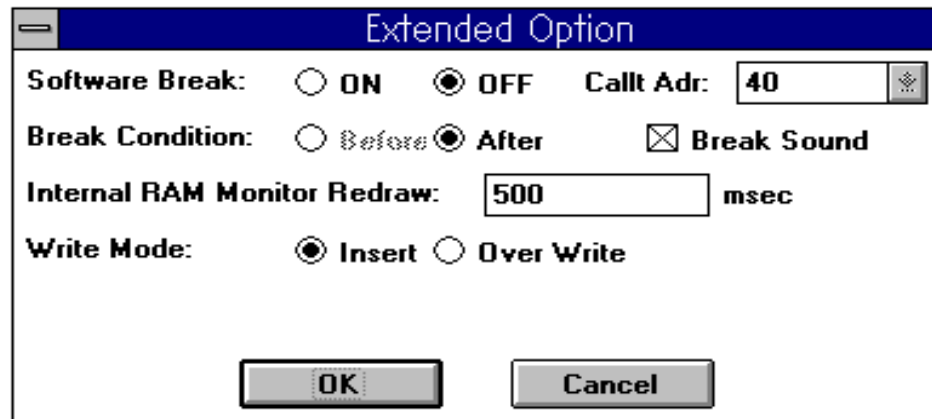 Extended Option
Software Break: ON OFF Callt Adr: 40
Break Condition: Before After Break Sound
Internal RAM Monitor Redraw: 500 msec
Write Mode: Insert Over Write
OK Cancel